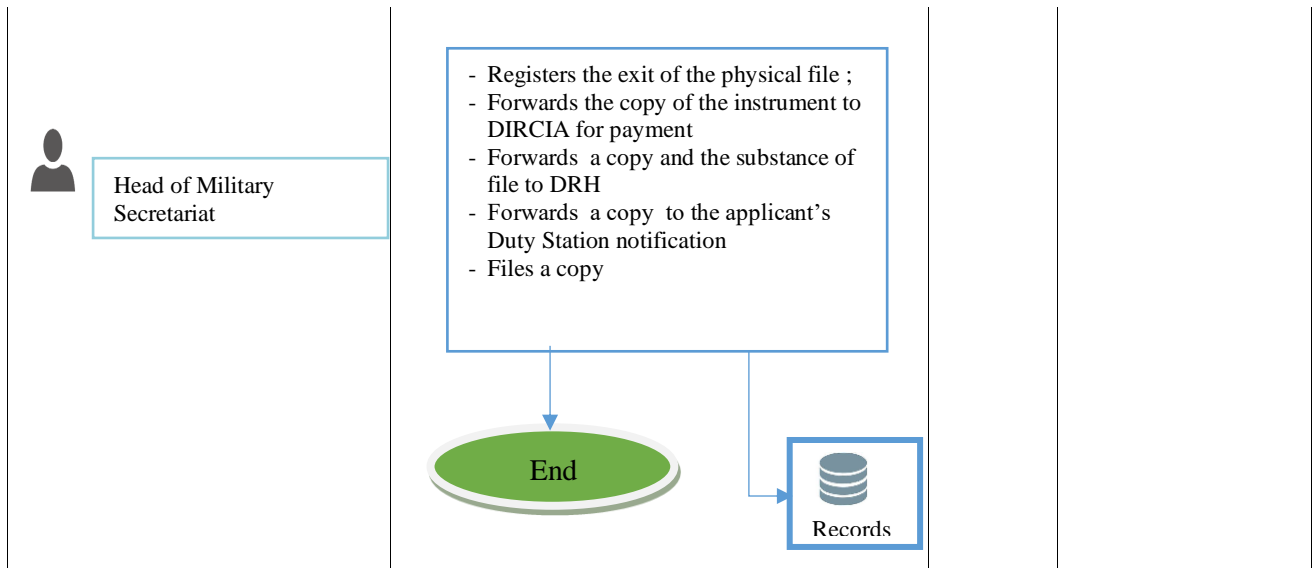 Head of Military
Secretariat
- Registers the exit of the physical file ;
- Forwards the copy of the instrument to
DIRCIA for payment
- Forwards a copy and the substance of
file to DRH
- Forwards a copy to the applicant’s
Duty Station notification
- Files a copy
End
Records